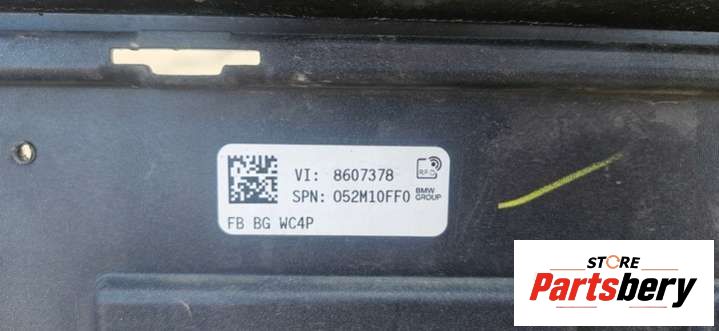 VI: 8607378
RFID
SPN: 052M10FF0
BMW
GROUP
FB BG WC4P
STORE
Partsbery